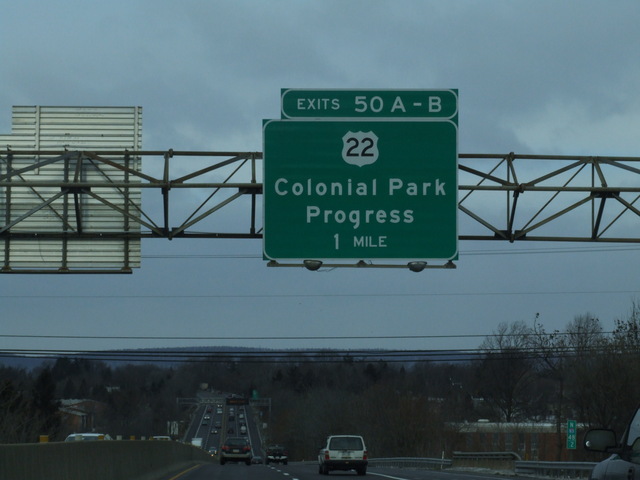 EXITS 50 A - B
22
Colonial Park
Progress
1 MILE